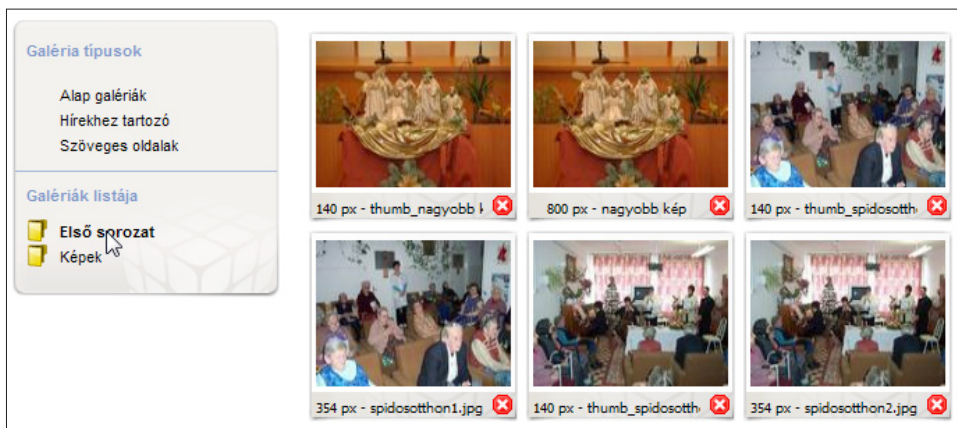 Galéria típusok
Alap galériák
Hírekhez tartozó
Szöveges oldalak
Galériák listája
Első sorozat
Képek
140 px - thumb_nagyobb k
800 px - nagyobb kép
140 px - thumb_spidosotth
354 px - spidosotthon1.jpg
140 px - thumb_spidosotth
354 px - spidosotthon2.jpg